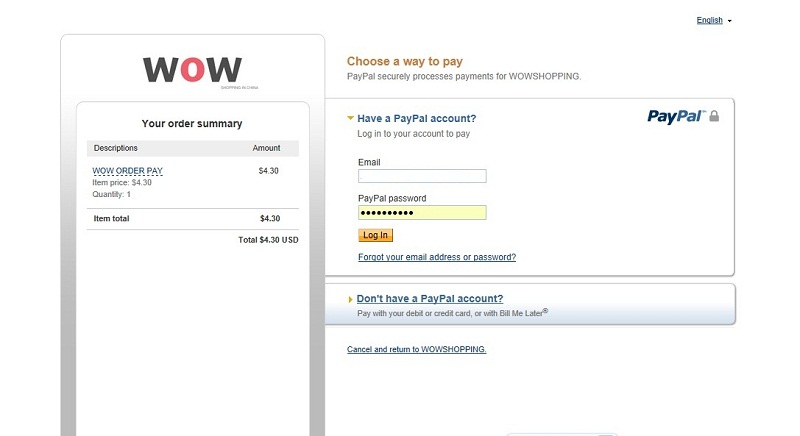 English
WOW
SHOPPING IN CHINA
Your order summary
Descriptions Amount
WOW ORDER PAY $4.30
Item price: $4.30
Quantity: 1
Item total $4.30
Total $4.30 USD
Choose a way to pay
PayPal securely processes payments for WOWSHOPPING.
Have a PayPal account?
PayPal™
Log in to your account to pay
Email
PayPal password
••••••••••
Log In
Forgot your email address or password?
Don't have a PayPal account?
Pay with your debit or credit card, or with Bill Me Later®
Cancel and return to WOWSHOPPING.